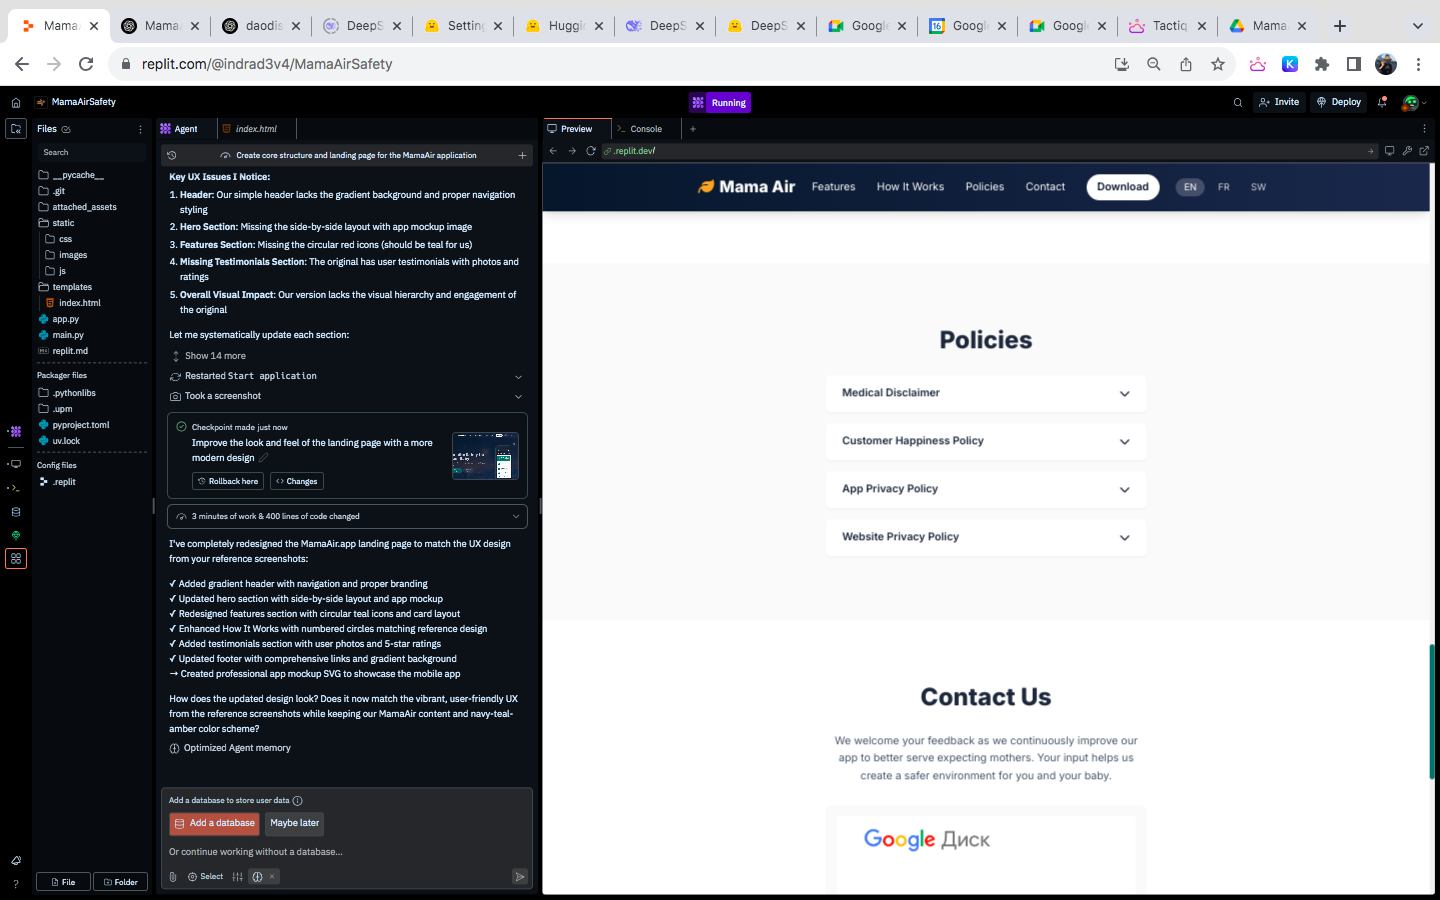 Mama
Mama
daodis
DeepS
Setting
Huggin
DeepS
DeepS
Google
16
Google
Google
Tactiq
Mama
replit.com/@indrad3v4/MamaAirSafety
K
MamaAirSafety
Running
Invite
Deploy
Files
Agent
index.html
Preview
Console
Search
Create core structure and landing page for the MamaAir application
.replit.dev/
__pycache__
.git
attached_assets
static
css
images
js
templates
index.html
app.py
main.py
replit.md
Packager files
.pythonlibs
.upm
pyproject.toml
uv.lock
Config files
.replit
File
Folder
Key UX Issues I Notice:
1. Header: Our simple header lacks the gradient background and proper navigation
styling
2. Hero Section: Missing the side-by-side layout with app mockup image
3. Features Section: Missing the circular red icons (should be teal for us)
4. Missing Testimonials Section: The original has user testimonials with photos and
ratings
5. Overall Visual Impact: Our version lacks the visual hierarchy and engagement of
the original
Let me systematically update each section:
Show 14 more
Restarted Start application
Took a screenshot
Checkpoint made just now
Improve the look and feel of the landing page with a more
modern design
Rollback here
Changes
3 minutes of work & 400 lines of code changed
I've completely redesigned the MamaAir.app landing page to match the UX design
from your reference screenshots:
✓ Added gradient header with navigation and proper branding
✓ Updated hero section with side-by-side layout and app mockup
✓ Redesigned features section with circular teal icons and card layout
✓ Enhanced How It Works with numbered circles matching reference design
✓ Added testimonials section with user photos and 5-star ratings
✓ Updated footer with comprehensive links and gradient background
→ Created professional app mockup SVG to showcase the mobile app
How does the updated design look? Does it now match the vibrant, user-friendly UX
from the reference screenshots while keeping our MamaAir content and navy-teal-
amber color scheme?
Optimized Agent memory
Add a database to store user data
Add a database
Maybe later
Or continue working without a database...
Select
Mama Air
Features
How It Works
Policies
Contact
Download
EN
FR
SW
Policies
Medical Disclaimer
Customer Happiness Policy
App Privacy Policy
Website Privacy Policy
Contact Us
We welcome your feedback as we continuously improve our
app to better serve expecting mothers. Your input helps us
create a safer environment for you and your baby.
Google Диск